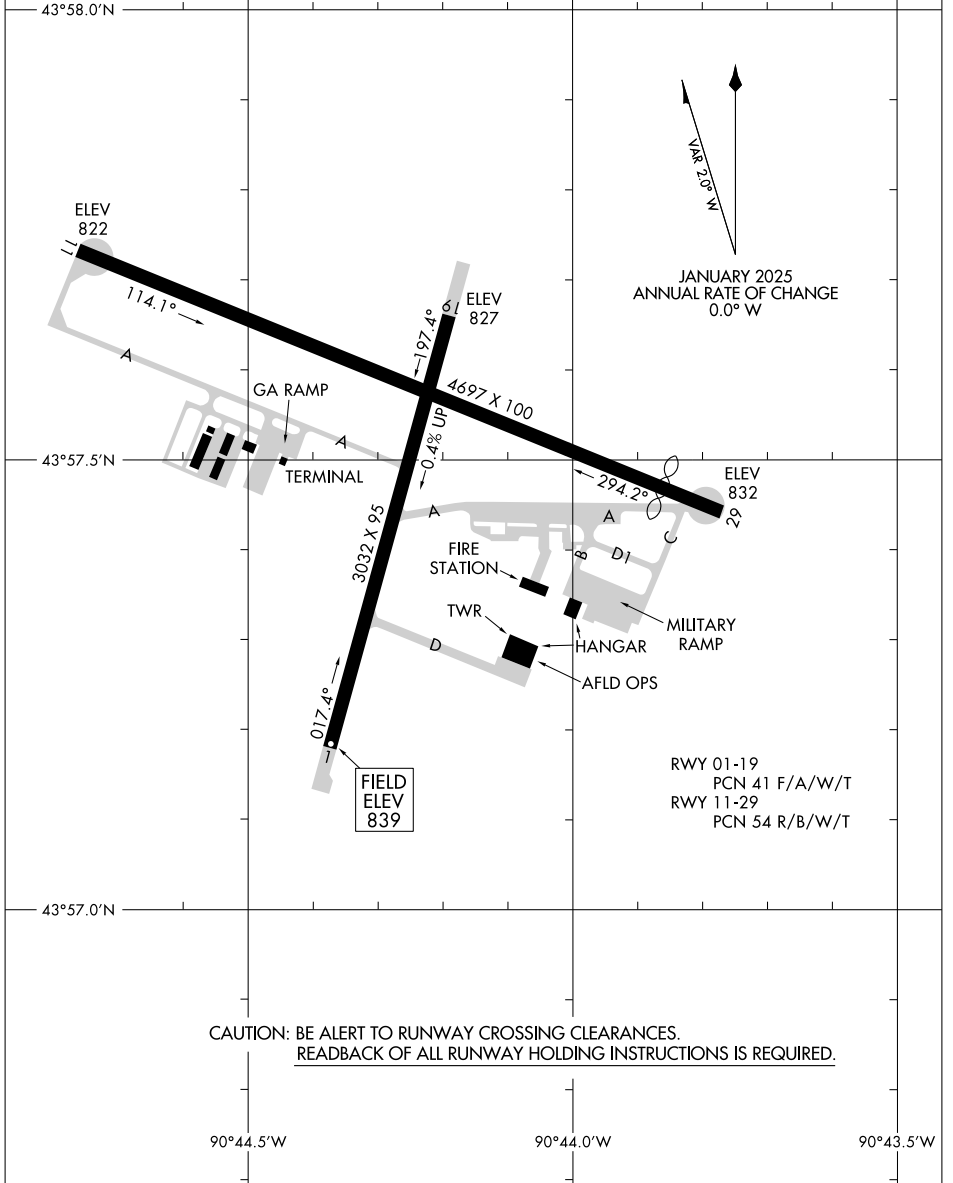 43°58.0'N
VAR 2.0° W
JANUARY 2025
ANNUAL RATE OF CHANGE
0.0° W
ELEV
822
11
114.1°
A
197.4°
19
ELEV
827
4697 X 100
GA RAMP
A
0.4% UP
43°57.5'N
TERMINAL
294.2°
ELEV
832
29
3032 X 95
A
A
C
B
D1
FIRE
STATION
TWR
MILITARY
RAMP
HANGAR
D
AFLD OPS
017.4°
1
FIELD
ELEV
839
RWY 01-19
PCN 41 F/A/W/T
RWY 11-29
PCN 54 R/B/W/T
43°57.0'N
CAUTION: BE ALERT TO RUNWAY CROSSING CLEARANCES.
READBACK OF ALL RUNWAY HOLDING INSTRUCTIONS IS REQUIRED.
90°44.5'W
90°44.0'W
90°43.5'W